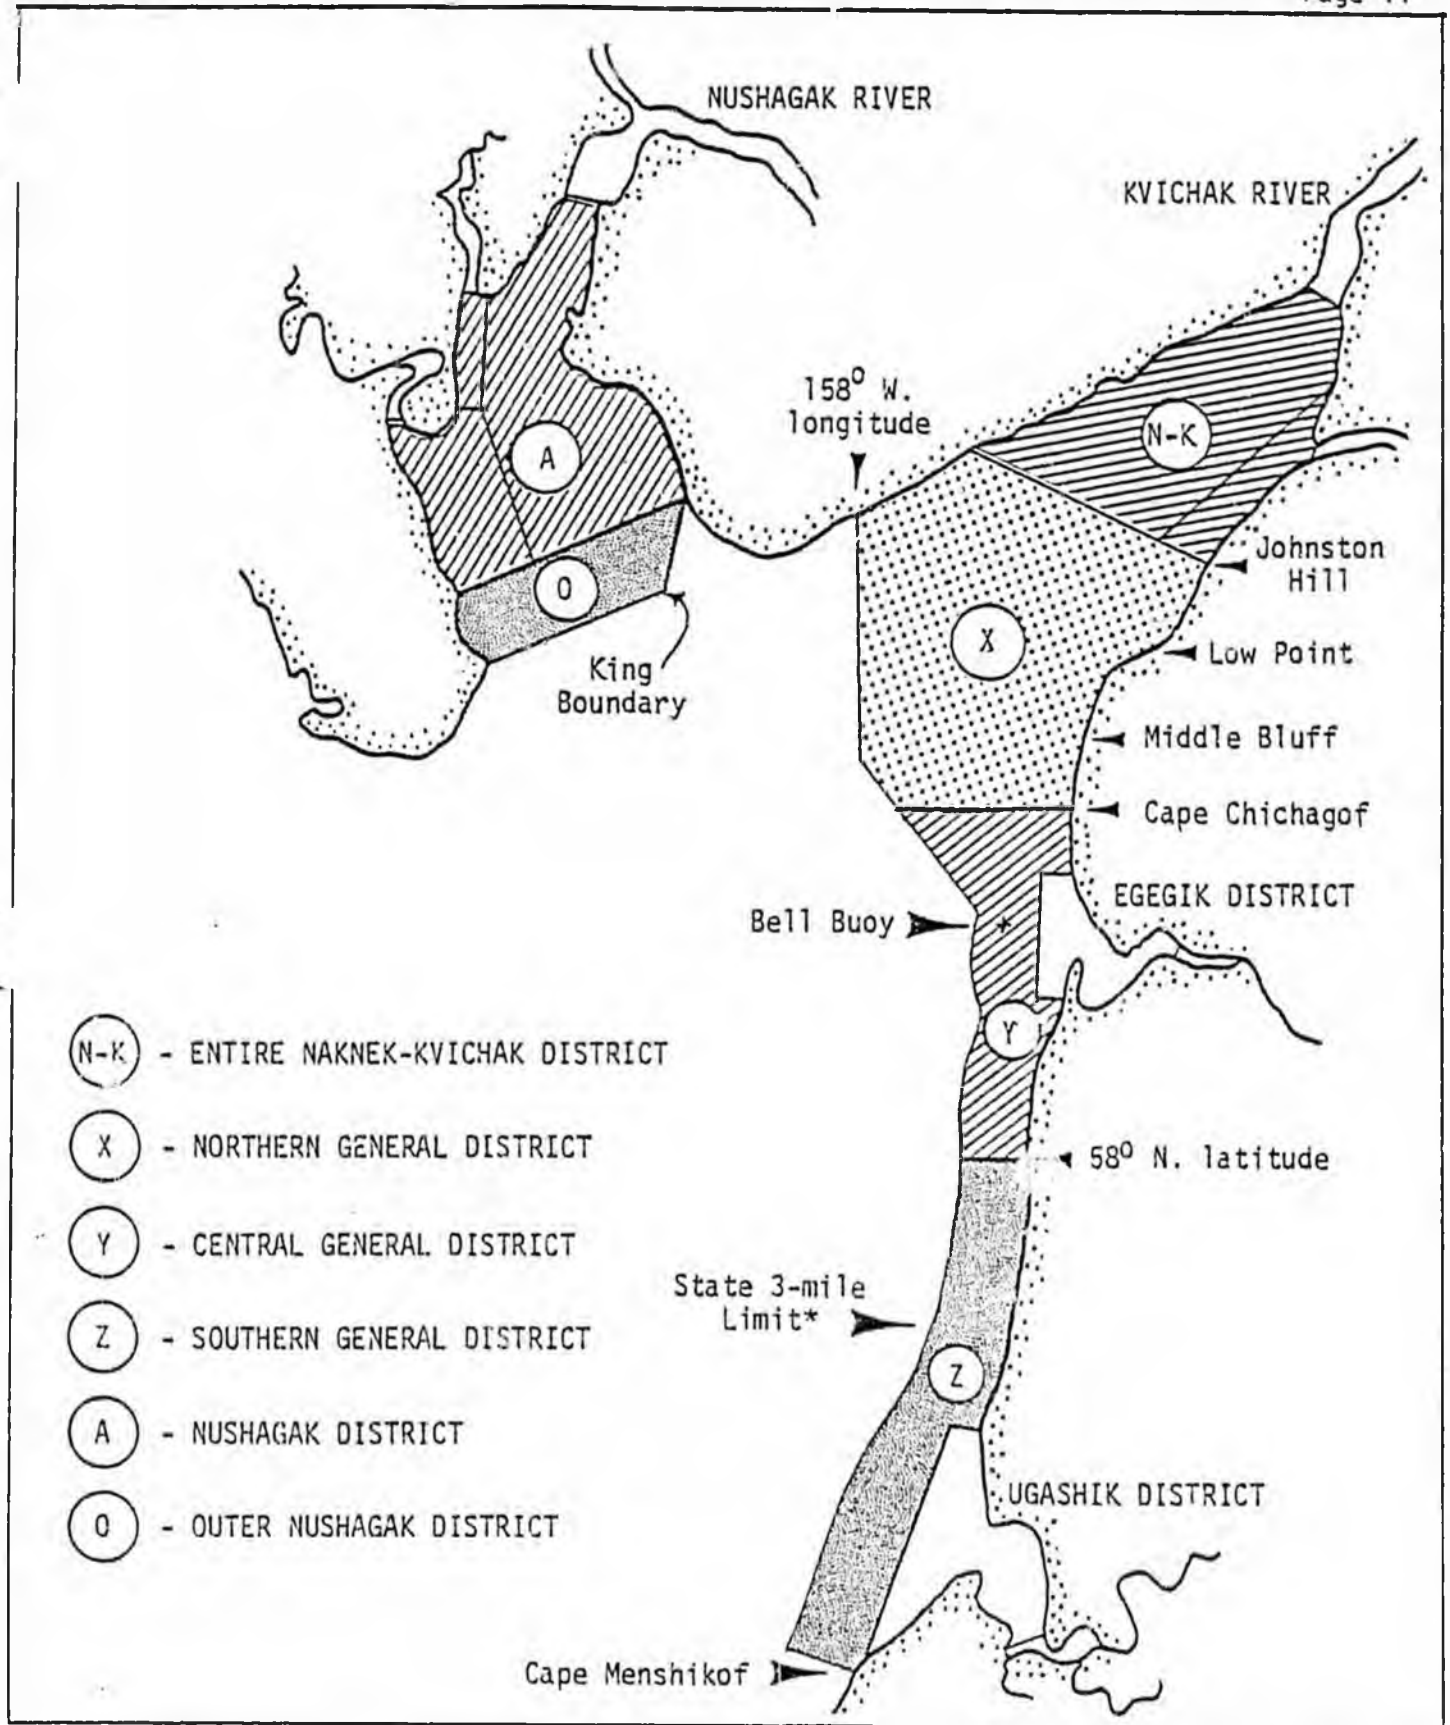 NUSHAGAK RIVER
KVICHAK RIVER
158⁰ W.
longitude
N-K
A
Johnston
Hill
O
X
Low Point
King
Boundary
Middle Bluff
Cape Chichagof
EGEGIK DISTRICT
Bell Buoy
Y
N-K - ENTIRE NAKNEK-KVICHAK DISTRICT
X - NORTHERN GENERAL DISTRICT
58⁰ N. latitude
Y - CENTRAL GENERAL DISTRICT
State 3-mile
Limit*
Z - SOUTHERN GENERAL DISTRICT
Z
A - NUSHAGAK DISTRICT
UGASHIK DISTRICT
O - OUTER NUSHAGAK DISTRICT
Cape Menshikof